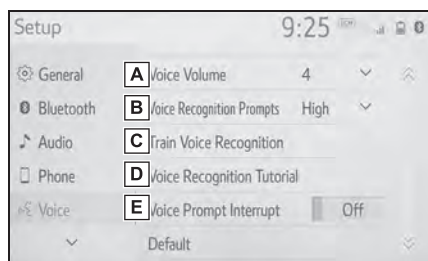 Setup 9:25
General A Voice Volume 4
Bluetooth B Voice Recognition Prompts High
Audio C Train Voice Recognition
Phone D Voice Recognition Tutorial
Voice E Voice Prompt Interrupt Off
Default